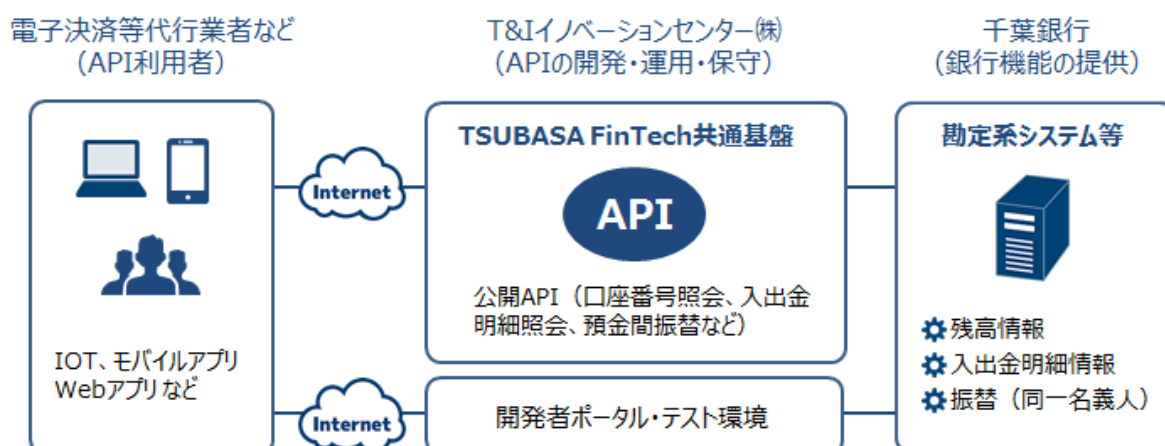 電子決済等代行業者など
（API利用者）
T&Iイノベーションセンター㈱
（APIの開発・運用・保守）
千葉銀行
（銀行機能の提供）
IOT、モバイルアプリ
Webアプリなど
Internet
Internet
TSUBASA FinTech共通基盤
API
公開API（口座番号照会、入出金
明細照会、預金間振替など）
開発者ポータル・テスト環境
勘定系システム等
残高情報
入出金明細情報
振替（同一名義人）